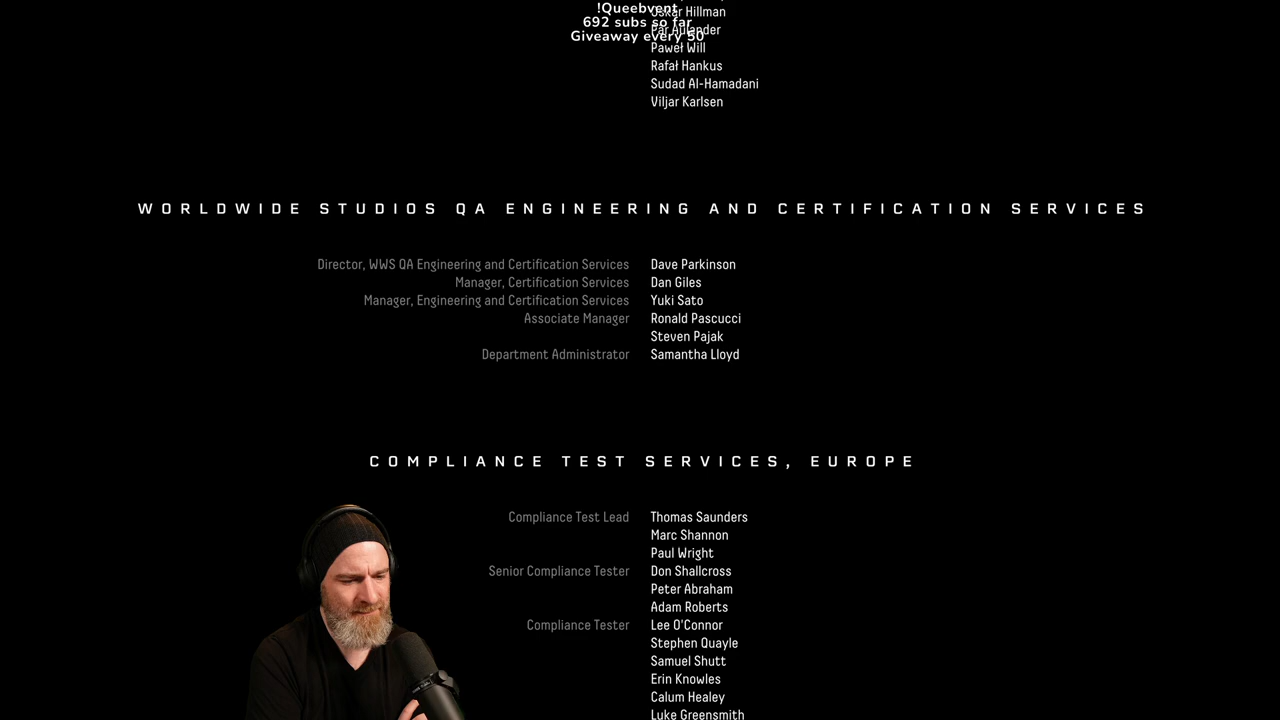 !Queebvent
692 subs so far
Giveaway every 50
Oskar Hillman
Pär Aulander
Paweł Will
Rafał Hankus
Sudad Al-Hamadani
Viljar Karlsen
WORLDWIDE STUDIOS QA ENGINEERING AND CERTIFICATION SERVICES
Director, WWS QA Engineering and Certification Services Dave Parkinson
Manager, Certification Services Dan Giles
Manager, Engineering and Certification Services Yuki Sato
Associate Manager Ronald Pascucci
Steven Pajak
Department Administrator Samantha Lloyd
COMPLIANCE TEST SERVICES, EUROPE
Compliance Test Lead Thomas Saunders
Marc Shannon
Paul Wright
Senior Compliance Tester Don Shallcross
Peter Abraham
Adam Roberts
Compliance Tester Lee O'Connor
Stephen Quayle
Samuel Shutt
Erin Knowles
Calum Healey
Luke Greensmith